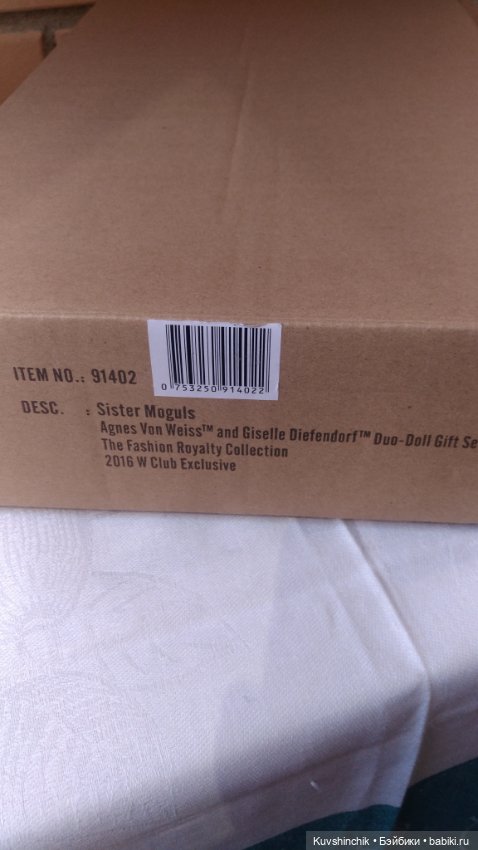 ITEM NO.: 91402
0 753250 914022
DESC. : Sister Moguls
Agnes Von Weiss™ and Giselle Diefendorf™ Duo-Doll Gift Se
The Fashion Royalty Collection
2016 W Club Exclusive
Kuvshinchik • Бэйбики • babiki.ru